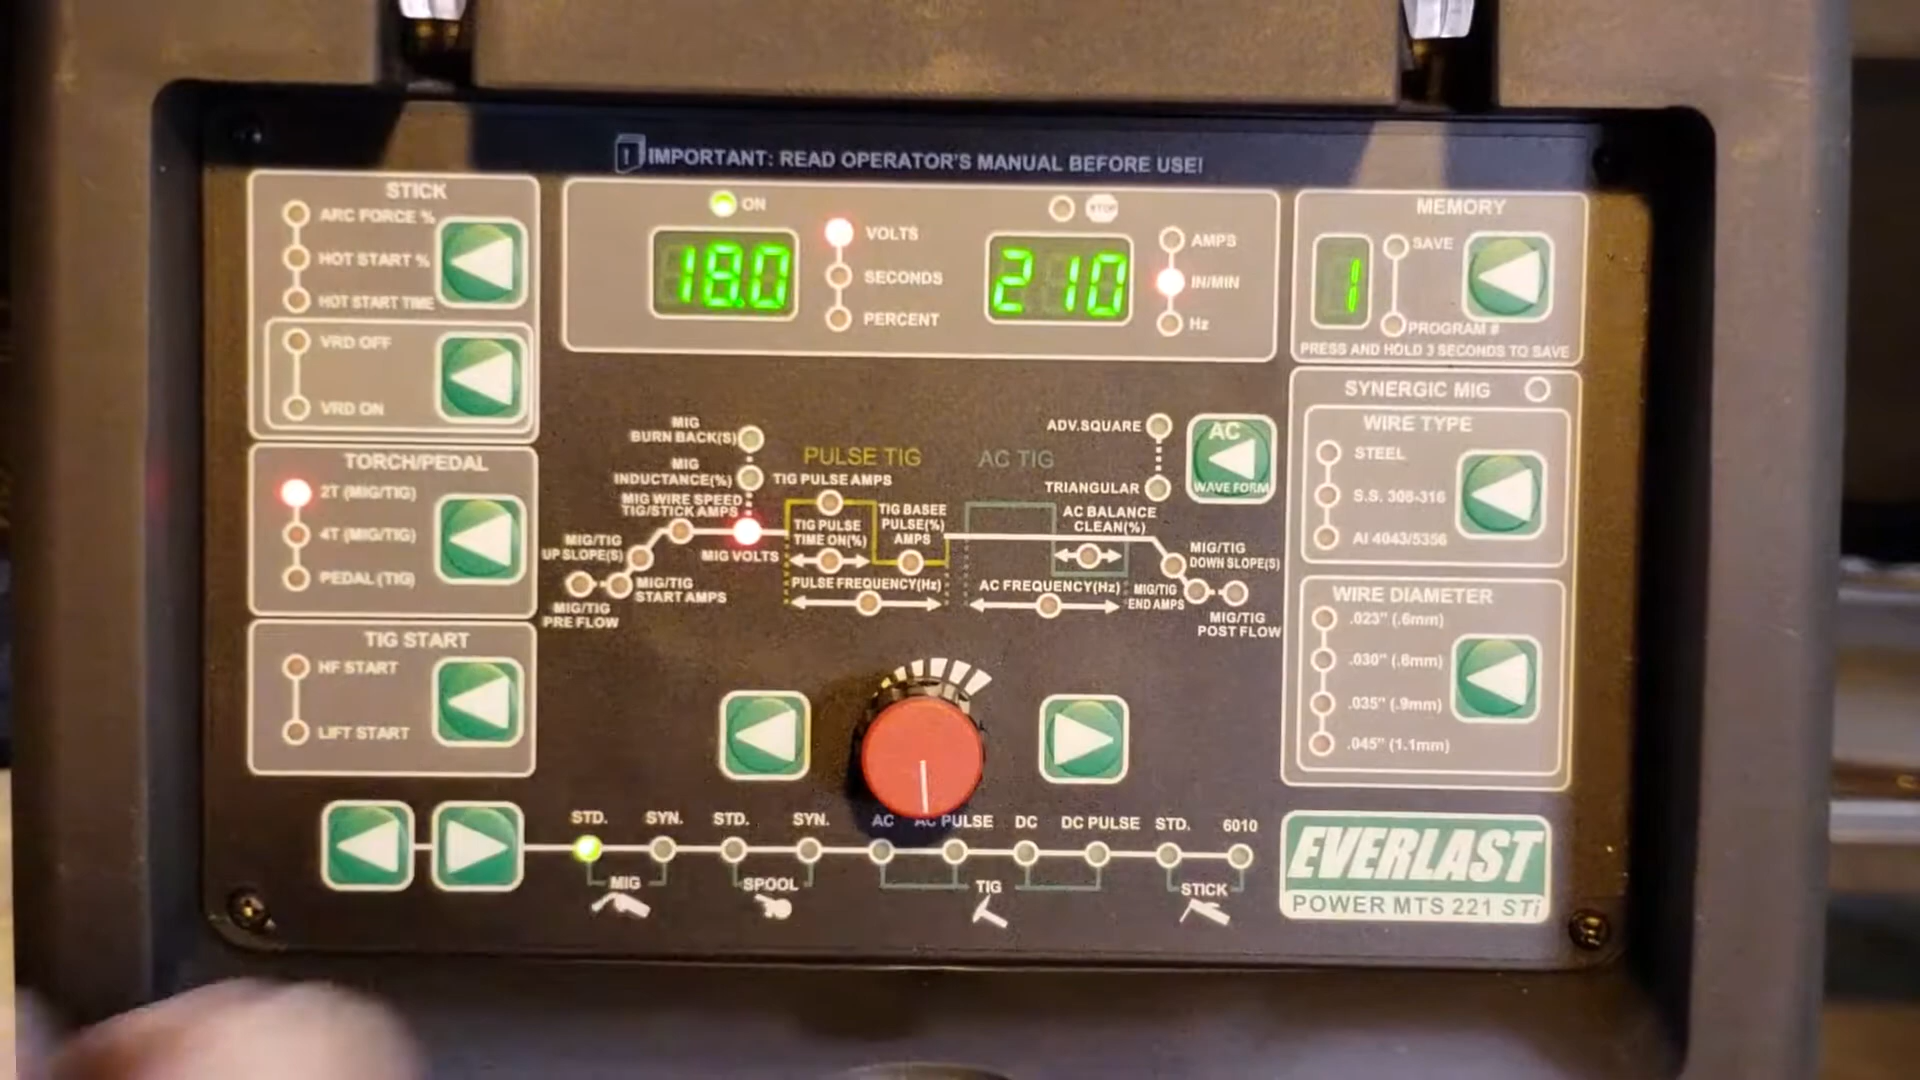 IMPORTANT: READ OPERATOR'S MANUAL BEFORE USE!
STICK
ARC FORCE %
HOT START %
HOT START TIME
VRD OFF
VRD ON
TORCH/PEDAL
2T (MIG/TIG)
4T (MIG/TIG)
PEDAL (TIG)
TIG START
HF START
LIFT START
ON
18.0
VOLTS
SECONDS
PERCENT
STOP
210
AMPS
IN/MIN
Hz
MEMORY
1
SAVE
PROGRAM #
PRESS AND HOLD 3 SECONDS TO SAVE
SYNERGIC MIG
WIRE TYPE
STEEL
S.S. 308-316
Al 4043/5356
WIRE DIAMETER
.023" (.6mm)
.030" (.8mm)
.035" (.9mm)
.045" (1.1mm)
MIG
BURN BACK(S)
MIG
INDUCTANCE(%)
MIG WIRE SPEED
TIG/STICK AMPS
MIG VOLTS
MIG/TIG
UP SLOPE(S)
MIG/TIG
START AMPS
MIG/TIG
PRE FLOW
PULSE TIG
TIG PULSE AMPS
TIG PULSE
TIME ON(%)
TIG BASEE
PULSE(%)
AMPS
PULSE FREQUENCY(Hz)
AC TIG
ADV.SQUARE
TRIANGULAR
AC
WAVE FORM
AC BALANCE
CLEAN(%)
AC FREQUENCY(Hz)
MIG/TIG
DOWN SLOPE(S)
MIG/TIG
END AMPS
MIG/TIG
POST FLOW
STD. SYN. STD. SYN. AC AC PULSE DC DC PULSE STD. 6010
MIG SPOOL TIG STICK
EVERLAST
POWER MTS 221 STi